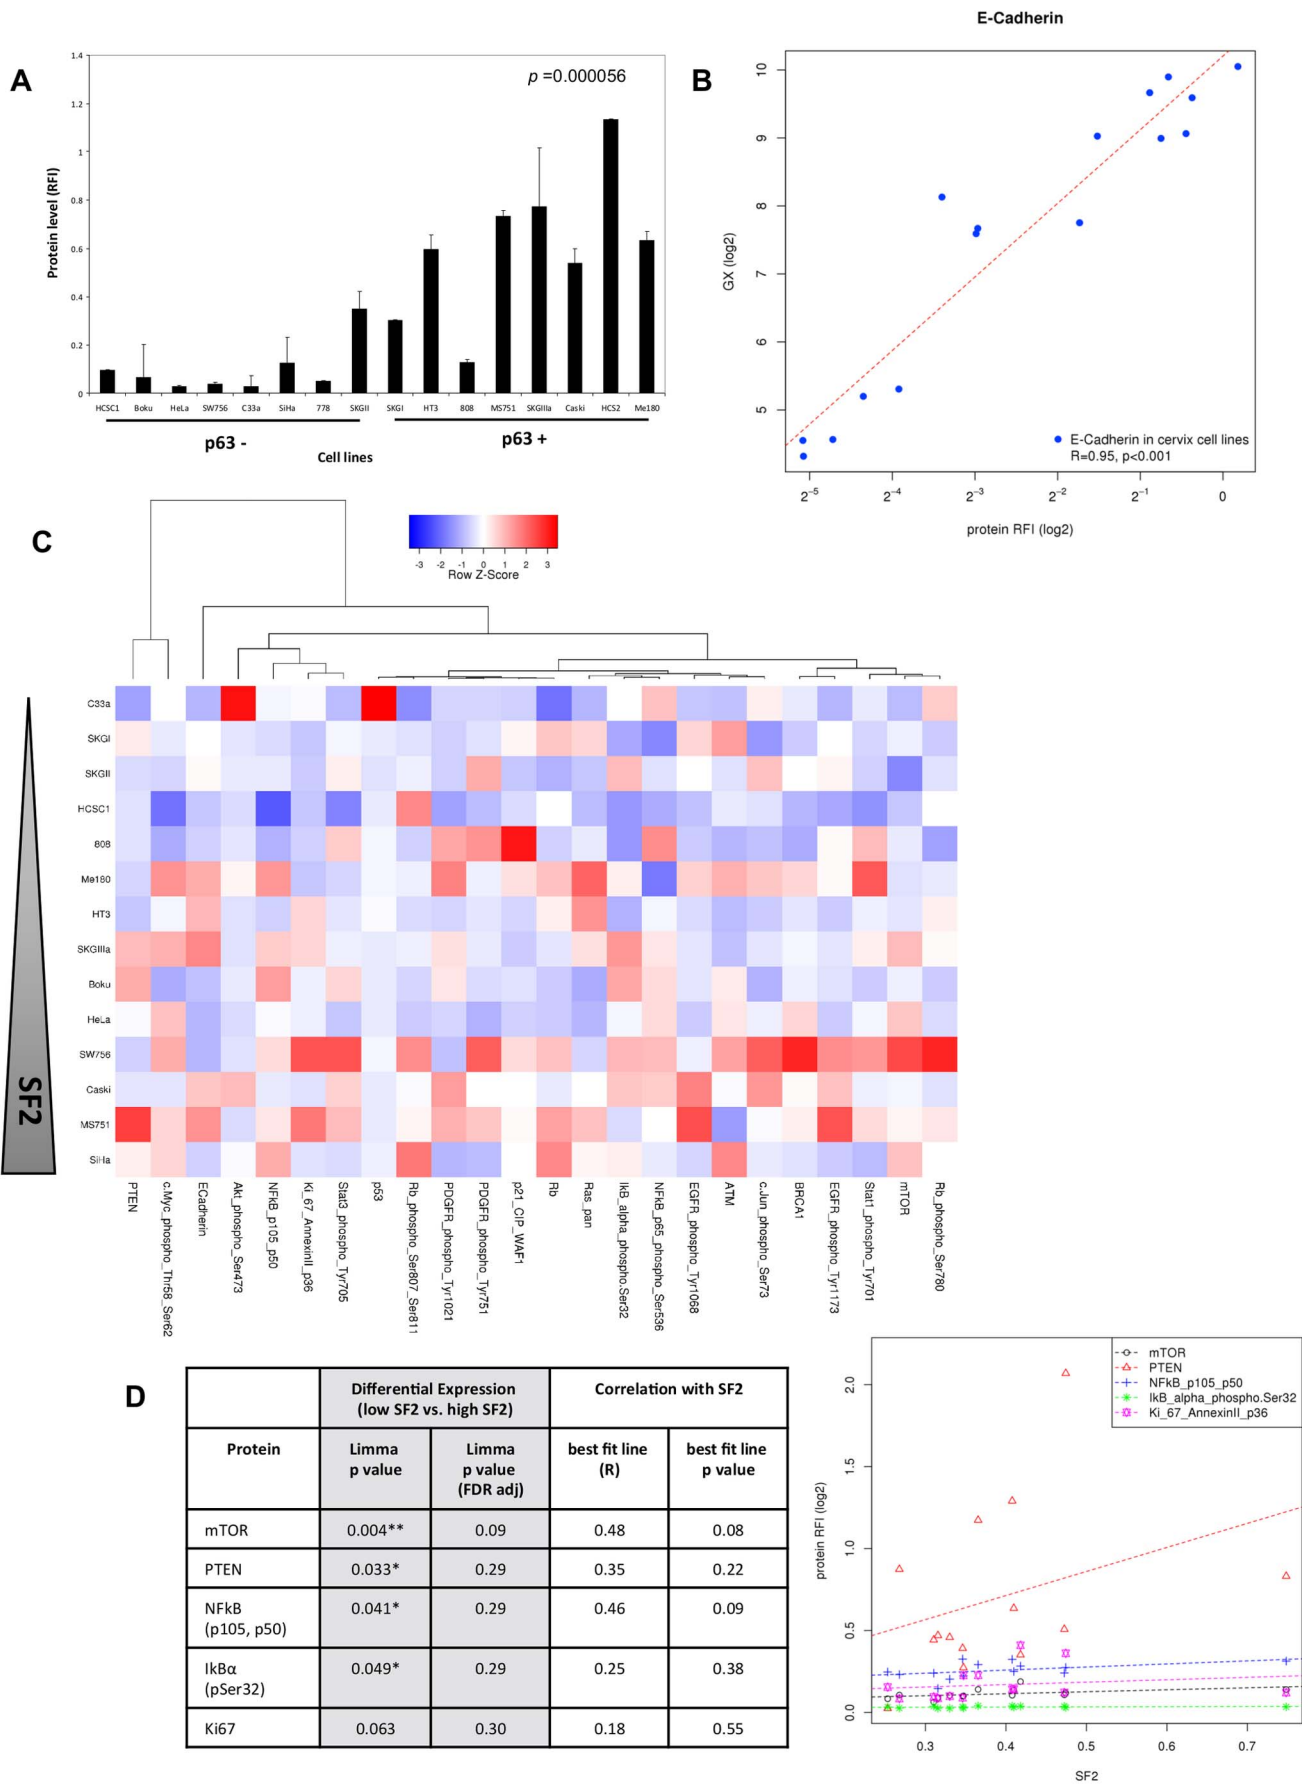 E-Cadherin
A
1.4
1.2
1
0.8
0.6
0.4
0.2
0
Protein level (RFI)
p =0.000056
HCSC1 Boku HeLa SW756 C33a SiHa 778 SKGII SKGI HT3 808 MS751 SKGIIIa Caski HCS2 Me180
p63 -
p63 +
Cell lines
B
10
9
8
7
6
5
GX (log2)
E-Cadherin in cervix cell lines
R=0.95, p<0.001
2-5 2-4 2-3 2-2 2-1 0
protein RFI (log2)
C
-3 -2 -1 0 1 2 3
Row Z-Score
C33a
SKGI
SKGII
HCSC1
808
Me180
HT3
SKGIIIa
Boku
HeLa
SW756
Caski
MS751
SiHa
SF2
PTEN
c.Myc_phospho_Thr58_Ser62
ECadherin
Akt_phospho_Ser473
NFkB_p105_p50
Ki_67_AnnexinII_p36
Stat3_phospho_Tyr705
p53
Rb_phospho_Ser807_Ser811
PDGFR_phospho_Tyr1021
PDGFR_phospho_Tyr751
p21_CIP_WAF1
Rb
Ras_pan
IkB_alpha_phospho.Ser32
NFkB_p65_phospho_Ser536
EGFR_phospho_Tyr1068
ATM
c.Jun_phospho_Ser73
BRCA1
EGFR_phospho_Tyr1173
Stat1_phospho_Tyr701
mTOR
Rb_phospho_Ser780
D
Differential Expression
(low SF2 vs. high SF2)
Correlation with SF2
Protein
Limma
p value
Limma
p value
(FDR adj)
best fit line
(R)
best fit line
p value
mTOR 0.004** 0.09 0.48 0.08
PTEN 0.033* 0.29 0.35 0.22
NFkB
(p105, p50) 0.041* 0.29 0.46 0.09
IkBα
(pSer32) 0.049* 0.29 0.25 0.38
Ki67 0.063 0.30 0.18 0.55
mTOR
PTEN
NFkB_p105_p50
IkB_alpha_phospho.Ser32
Ki_67_AnnexinII_p36
2.0
1.5
1.0
0.5
0.0
protein RFI (log2)
0.3 0.4 0.5 0.6 0.7
SF2